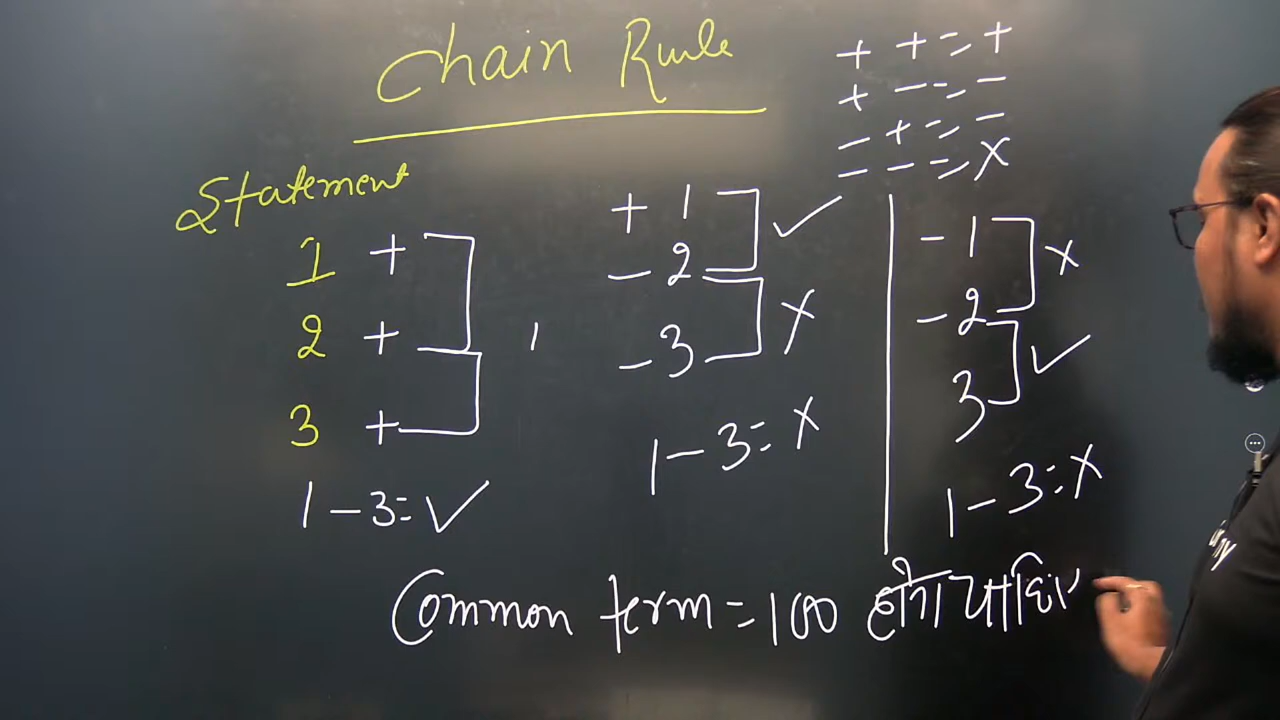 Chain Rule
+ + = +
+ - = -
- + = -
- - = X
Statement
1 +
2 +
3 +
1 - 3 = ✓
+ 1 ✓
- 2
- 3 X
1 - 3 = X
- 1 X
- 2
3 ✓
1 - 3 = X
Common term = 100 होना चाहिए